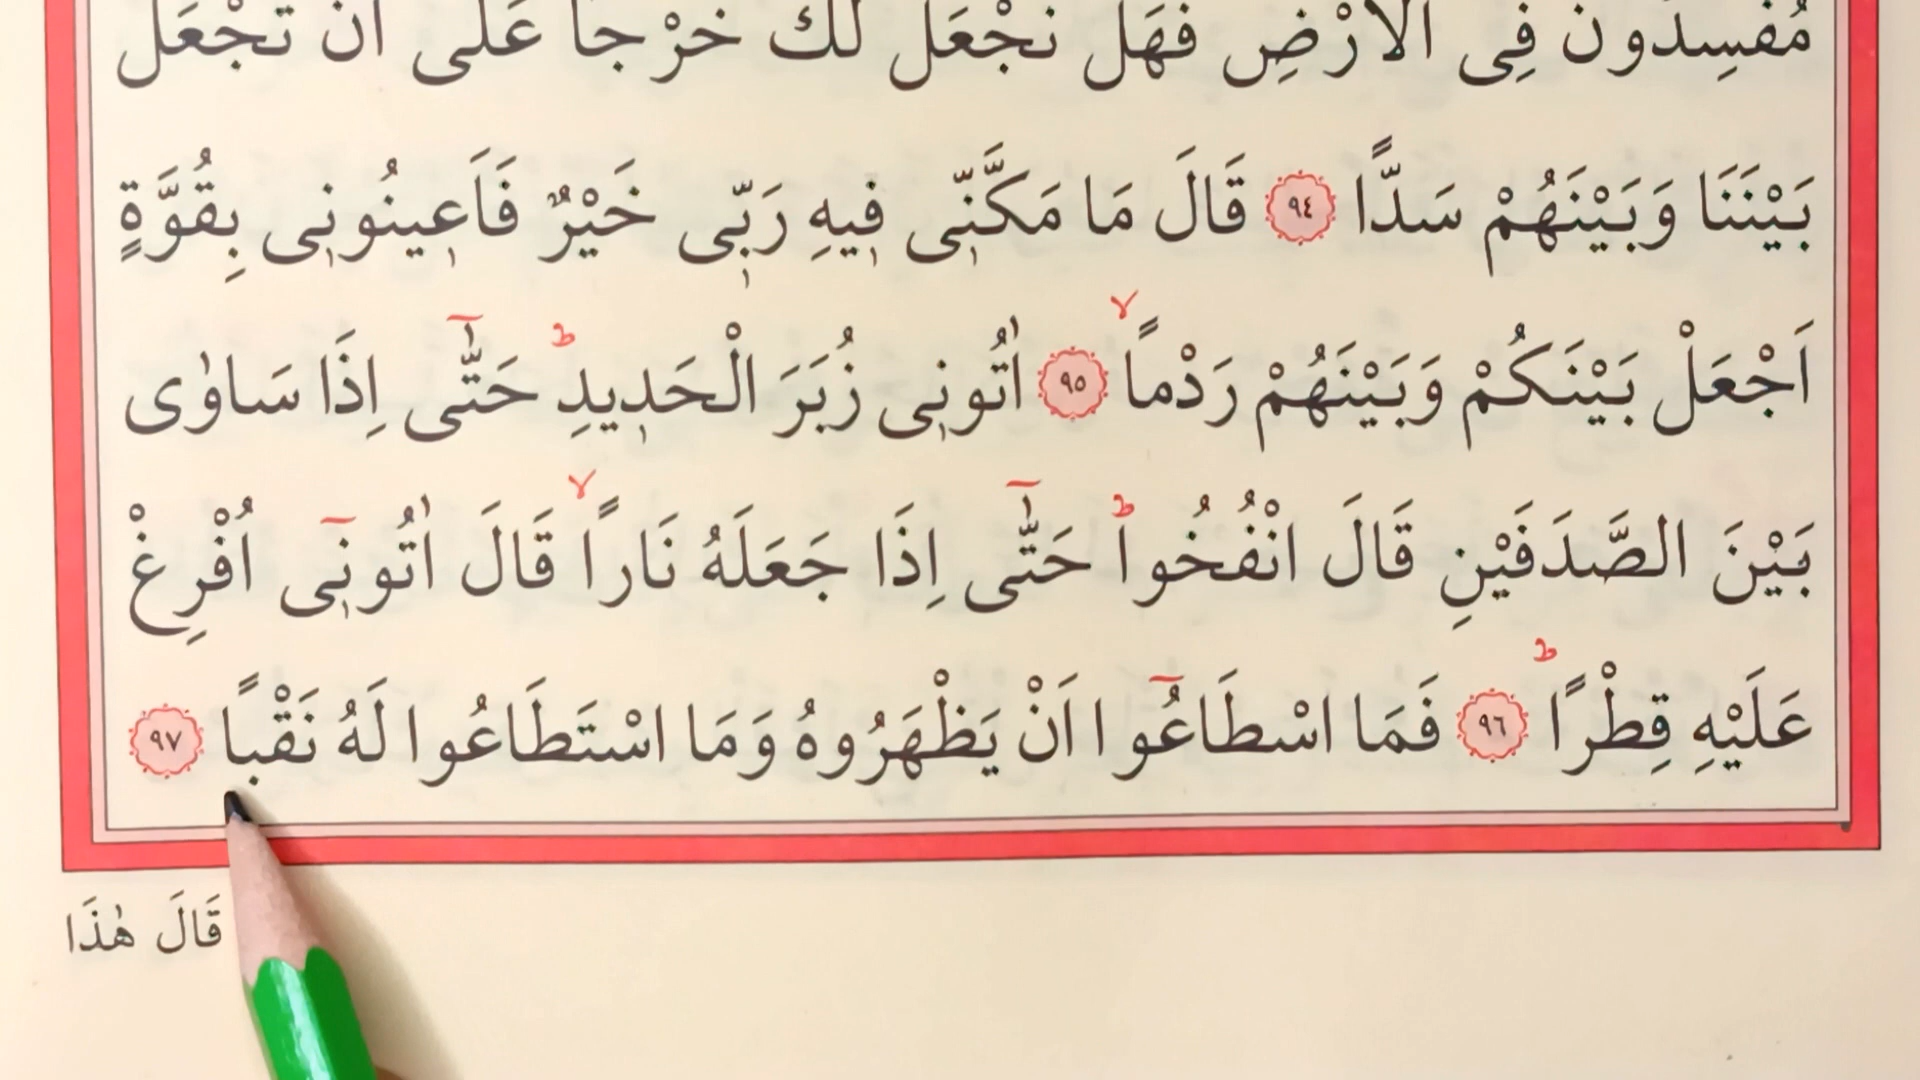 مُفْسِدُونَ فِى الْاَرْضِ فَهَلْ نَجْعَلُ لَكَ خَرْجاً عَلٰٓى اَنْ تَجْعَلَ
بَيْنَنَا وَبَيْنَهُمْ سَدًّا ٩٤ قَالَ مَا مَكَّنّٖى فٖيهِ رَبّٖى خَيْرٌ فَاَعٖينُونٖى بِقُوَّةٍ
اَجْعَلْ بَيْنَكُمْ وَبَيْنَهُمْ رَدْماًۙ ٩٥ اٰتُونٖى زُبَرَ الْحَدٖيدِؕ حَتّٰٓى اِذَا سَاوٰى
بَيْنَ الصَّدَفَيْنِ قَالَ انْفُخُواؕ حَتّٰٓى اِذَا جَعَلَهُ نَاراًۙ قَالَ اٰتُونٖٓى اُفْرِغْ
عَلَيْهِ قِطْرًاؕ ٩٦ فَمَا اسْطَاعُٓوا اَنْ يَظْهَرُوهُ وَمَا اسْتَطَاعُوا لَهُ نَقْباً ٩٧
قَالَ هٰذَا